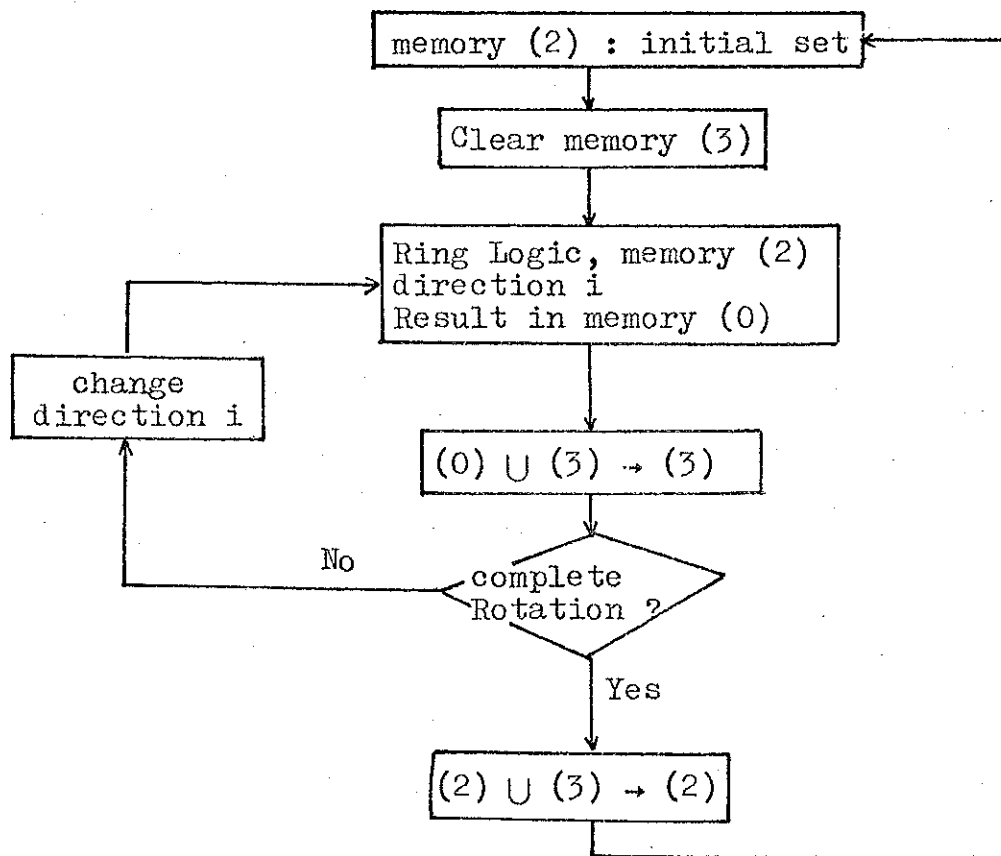 memory (2) : initial set
Clear memory (3)
Ring Logic, memory (2)
direction i
Result in memory (0)
change
direction i
(0) ∪ (3) → (3)
No
complete
Rotation ?
Yes
(2) ∪ (3) → (2)